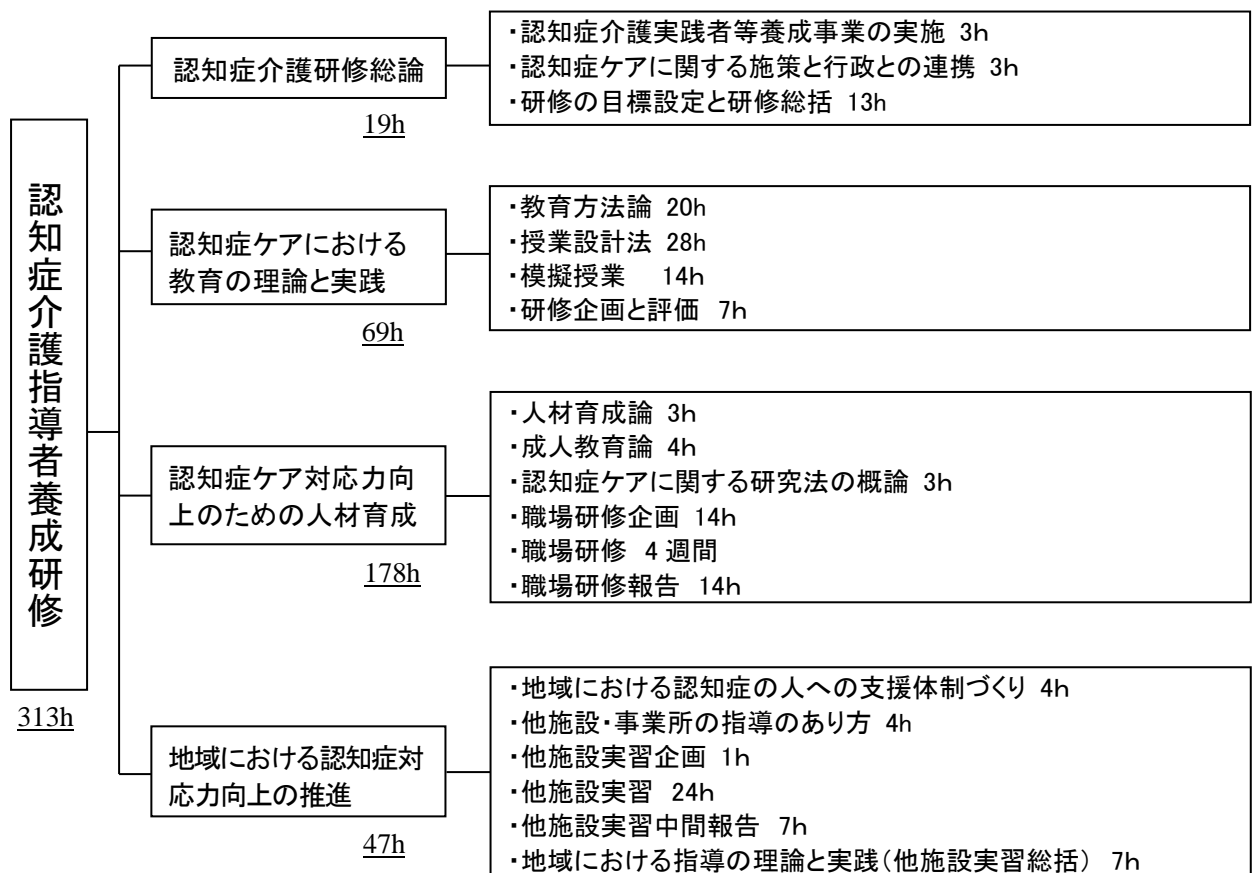 認知症介護指導者養成研修
313h
認知症介護研修総論
19h
・認知症介護実践者等養成事業の実施 3h
・認知症ケアに関する施策と行政との連携 3h
・研修の目標設定と研修総括 13h
認知症ケアにおける
教育の理論と実践
69h
・教育方法論 20h
・授業設計法 28h
・模擬授業 14h
・研修企画と評価 7h
認知症ケア対応力向
上のための人材育成
178h
・人材育成論 3h
・成人教育論 4h
・認知症ケアに関する研究法の概論 3h
・職場研修企画 14h
・職場研修 4週間
・職場研修報告 14h
地域における認知症対
応力向上の推進
47h
・地域における認知症の人への支援体制づくり 4h
・他施設・事業所の指導のあり方 4h
・他施設実習企画 1h
・他施設実習 24h
・他施設実習中間報告 7h
・地域における指導の理論と実践（他施設実習総括） 7h